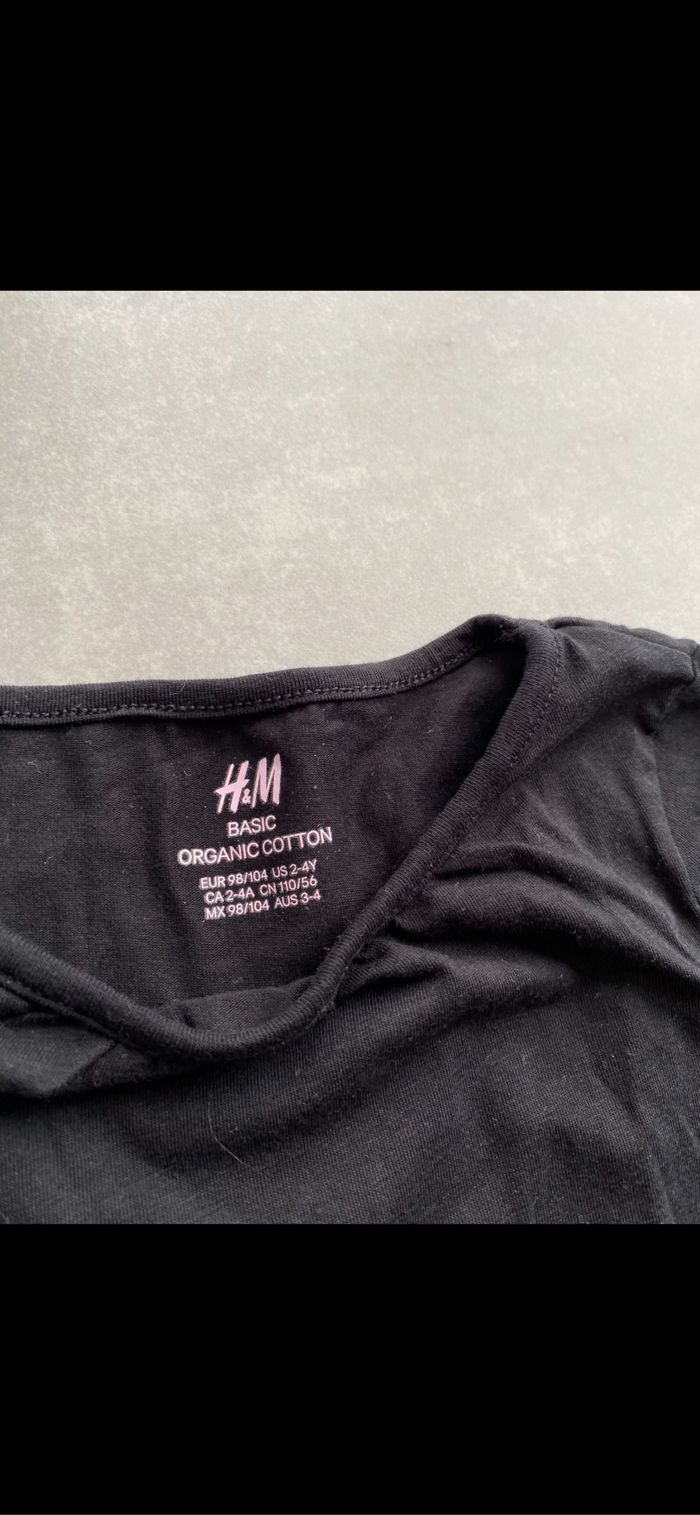 H&M
BASIC
ORGANIC COTTON
EUR 98/104 US 2-4Y
CA 2-4A CN 110/56
MX 98/104 AUS 3-4